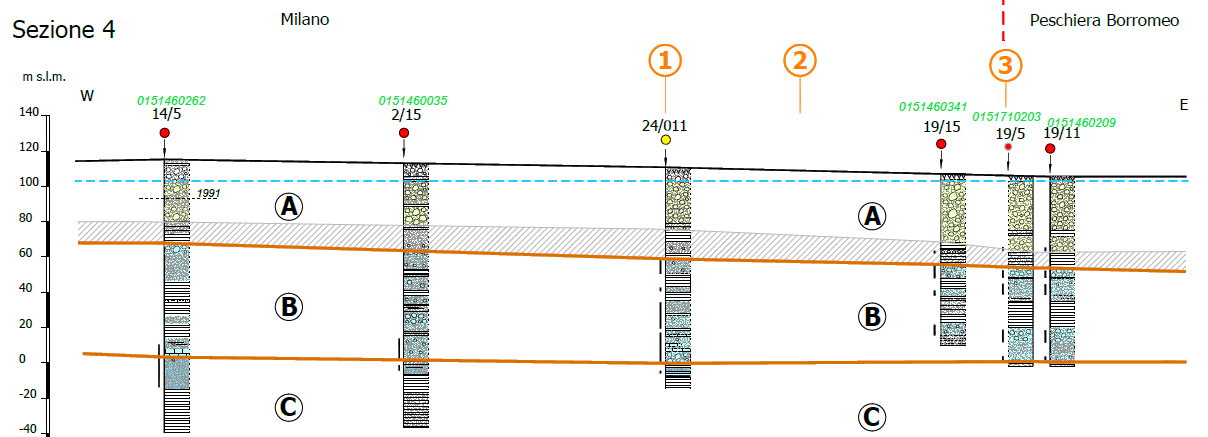 Sezione 4
Milano
Peschiera Borromeo
m s.l.m.
1
2
3
W
E
0151460262
14/5
0151460035
2/15
24/011
0151460341
19/15
0151710203
19/5
0151460209
19/11
140
120
100
80
60
40
20
0
-20
-40
1991
A
A
B
B
C
C